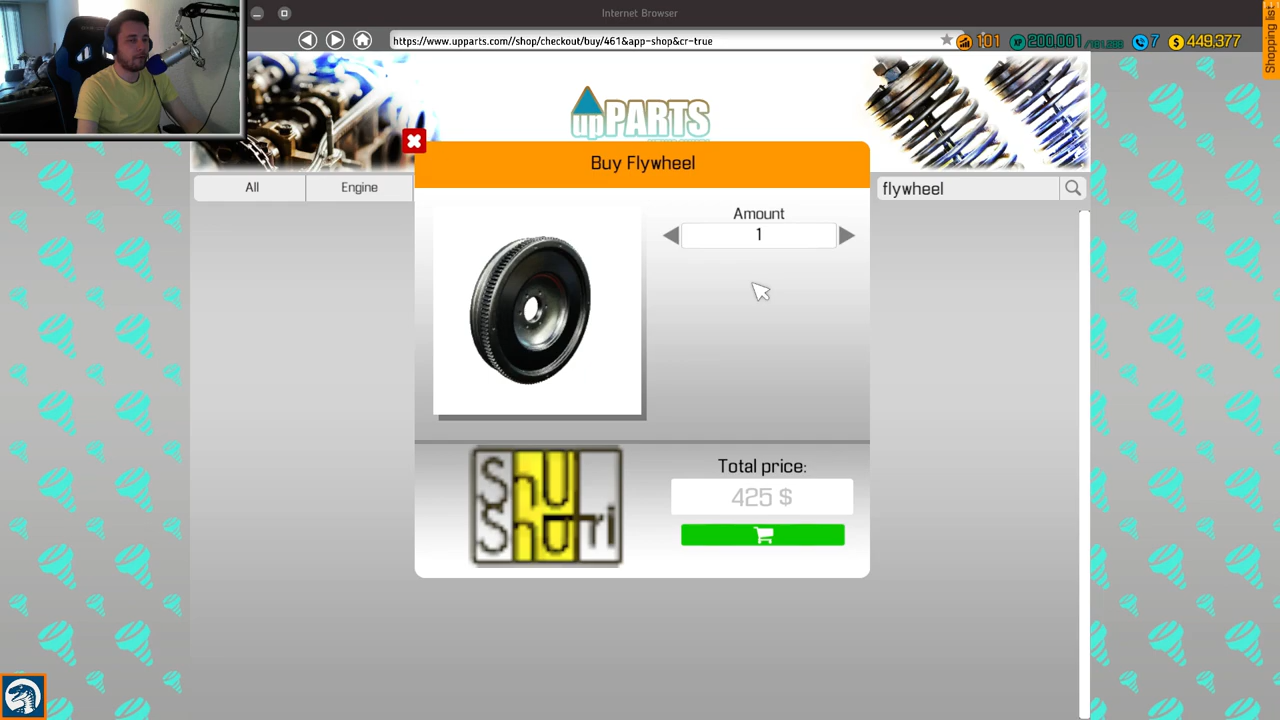 Internet Browser
https://www.upparts.com//shop/checkout/buy/461&app-shop&cr-true
101
XP 200.001
7
$ 449.377
Shopping list
upPARTS
Buy Flywheel
All
Engine
flywheel
Amount
1
Total price:
425 $